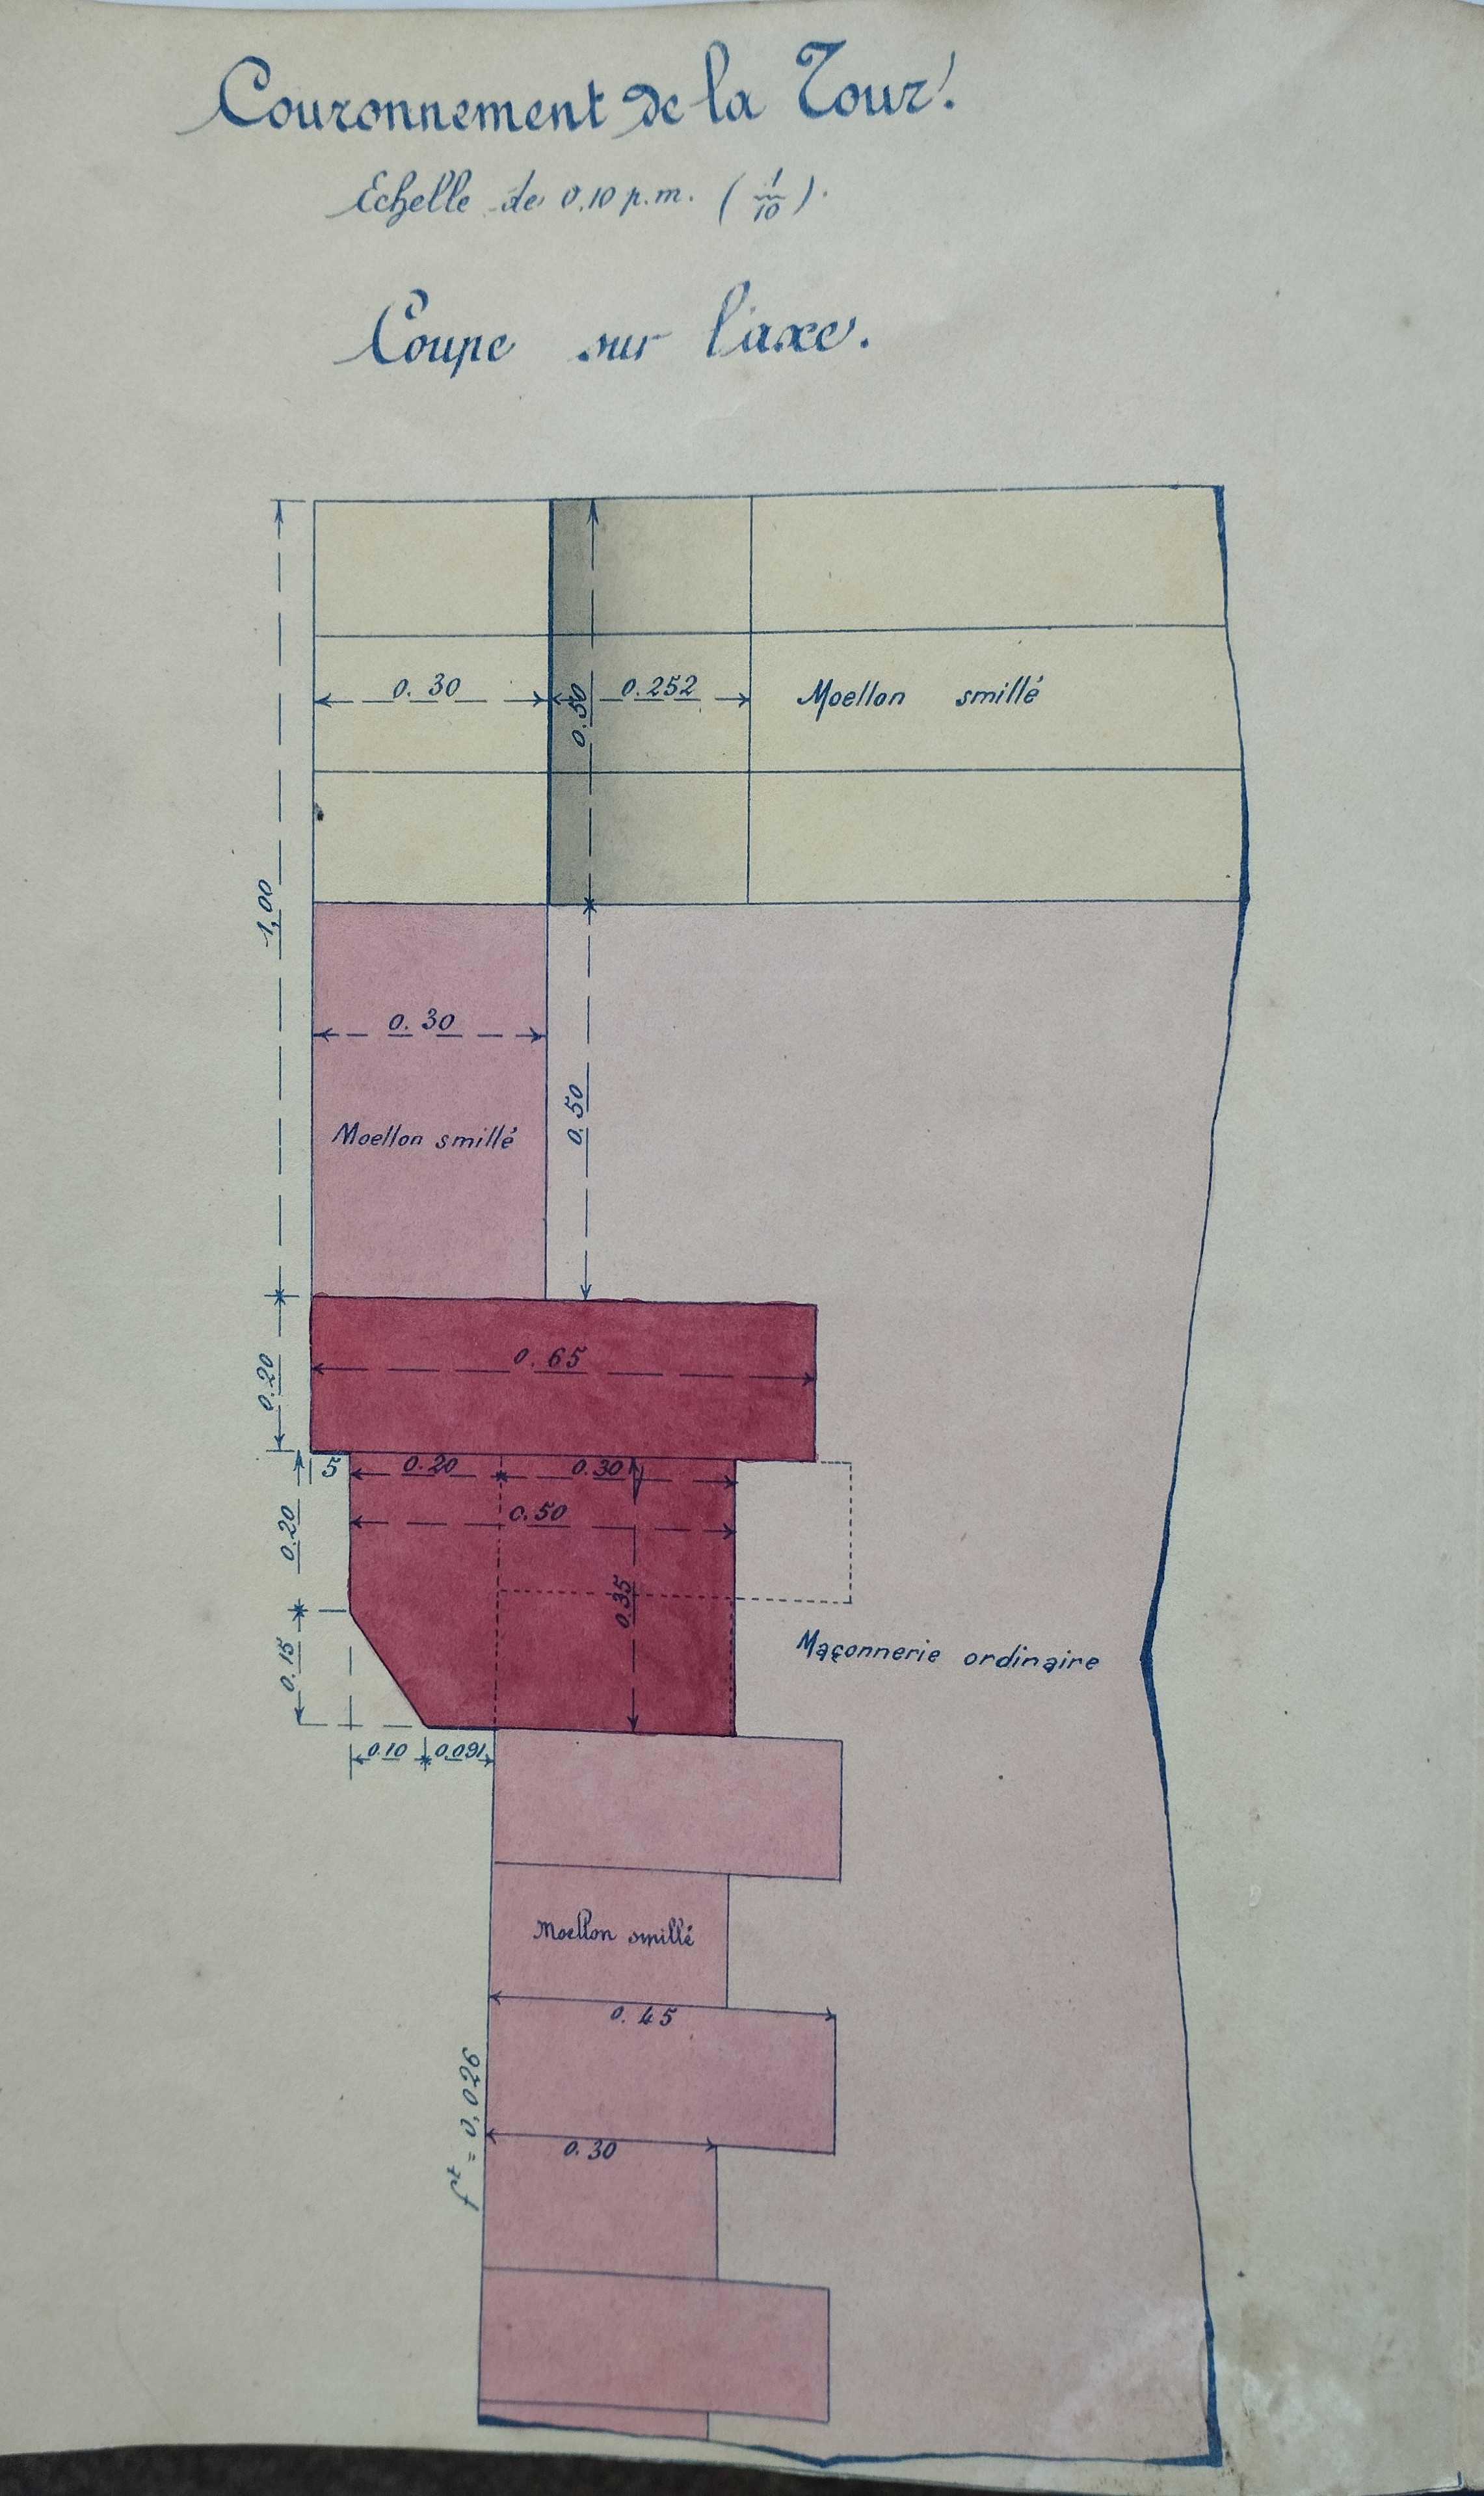 Couronnement de la Tour.
Echelle de 0,10 p.m. (1/10).
Coupe sur l'axe.
0.30
0.50
0.252
Moellon smillé
1,00
0.30
0.50
Moellon smillé
0.65
0.20
5
0.20
0.30
0.50
0.20
0.35
0.15
Maçonnerie ordinaire
0.10
0.091
Moellon smillé
0.45
ft = 0,026
0.30